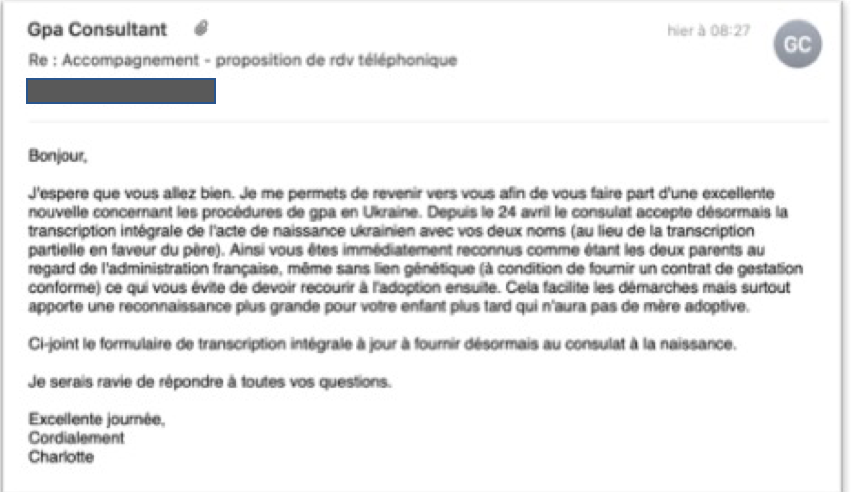 Gpa Consultant
hier à 08:27
GC
Re : Accompagnement - proposition de rdv téléphonique
Bonjour,
J'espere que vous allez bien. Je me permets de revenir vers vous afin de vous faire part d'une excellente
nouvelle concernant les procédures de gpa en Ukraine. Depuis le 24 avril le consulat accepte désormais la
transcription intégrale de l'acte de naissance ukrainien avec vos deux noms (au lieu de la transcription
partielle en faveur du père). Ainsi vous êtes immédiatement reconnus comme étant les deux parents au
regard de l'administration française, même sans lien génétique (à condition de fournir un contrat de gestation
conforme) ce qui vous évite de devoir recourir à l'adoption ensuite. Cela facilite les démarches mais surtout
apporte une reconnaissance plus grande pour votre enfant plus tard qui n'aura pas de mère adoptive.
Ci-joint le formulaire de transcription intégrale à jour à fournir désormais au consulat à la naissance.
Je serais ravie de répondre à toutes vos questions.
Excellente journée,
Cordialement
Charlotte